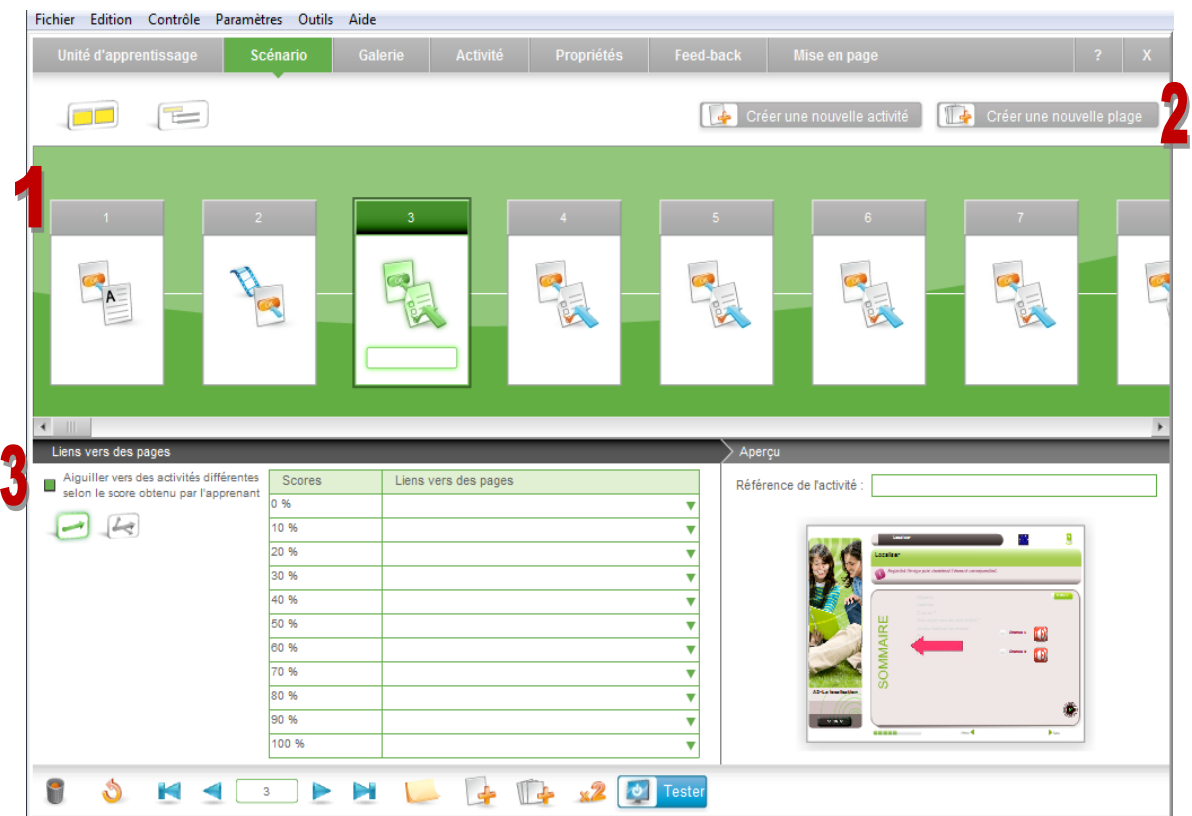 Fichier Edition Contrôle Paramètres Outils Aide
Unité d'apprentissage Scénario Galerie Activité Propriétés Feed-back Mise en page ? X
Créer une nouvelle activité Créer une nouvelle plage
2
1
1 2 3 4 5 6 7
A
3
Liens vers des pages
Aperçu
Aiguiller vers des activités différentes
selon le score obtenu par l'apprenant
Scores Liens vers des pages
0 %
10 %
20 %
30 %
40 %
50 %
60 %
70 %
80 %
90 %
100 %
Référence de l'activité :
Localiser
Localiser
SOMMAIRE
3
x2
Tester